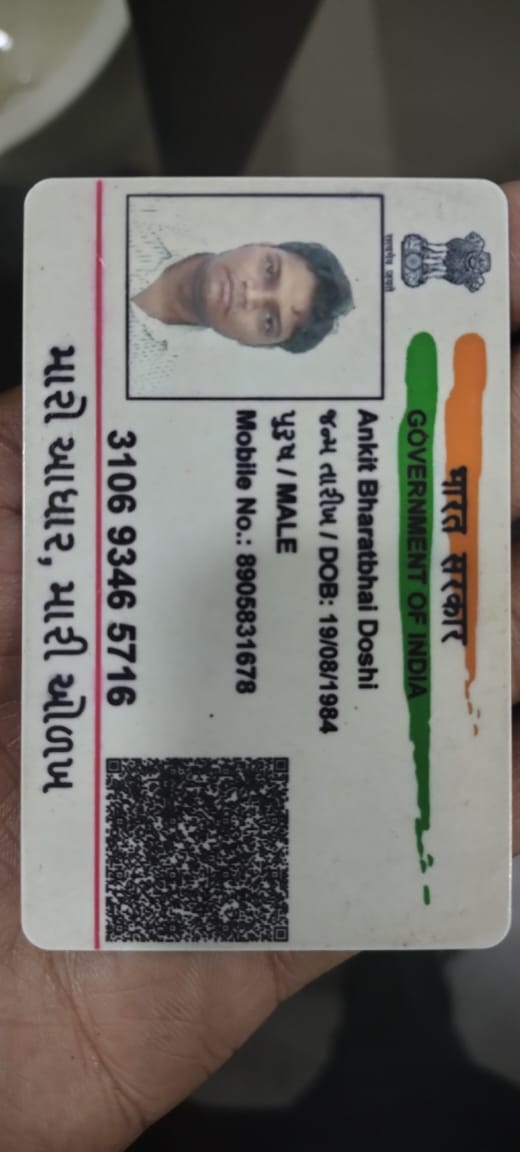 भारत सरकार
GOVERNMENT OF INDIA
सत्यमेव जयते
Ankit Bharatbhai Doshi
જન્મ તારીખ / DOB: 19/08/1984
પુરુષ / MALE
Mobile No.: 8905831678
3106 9346 5716
મારો આધાર, મારી ઓળખ